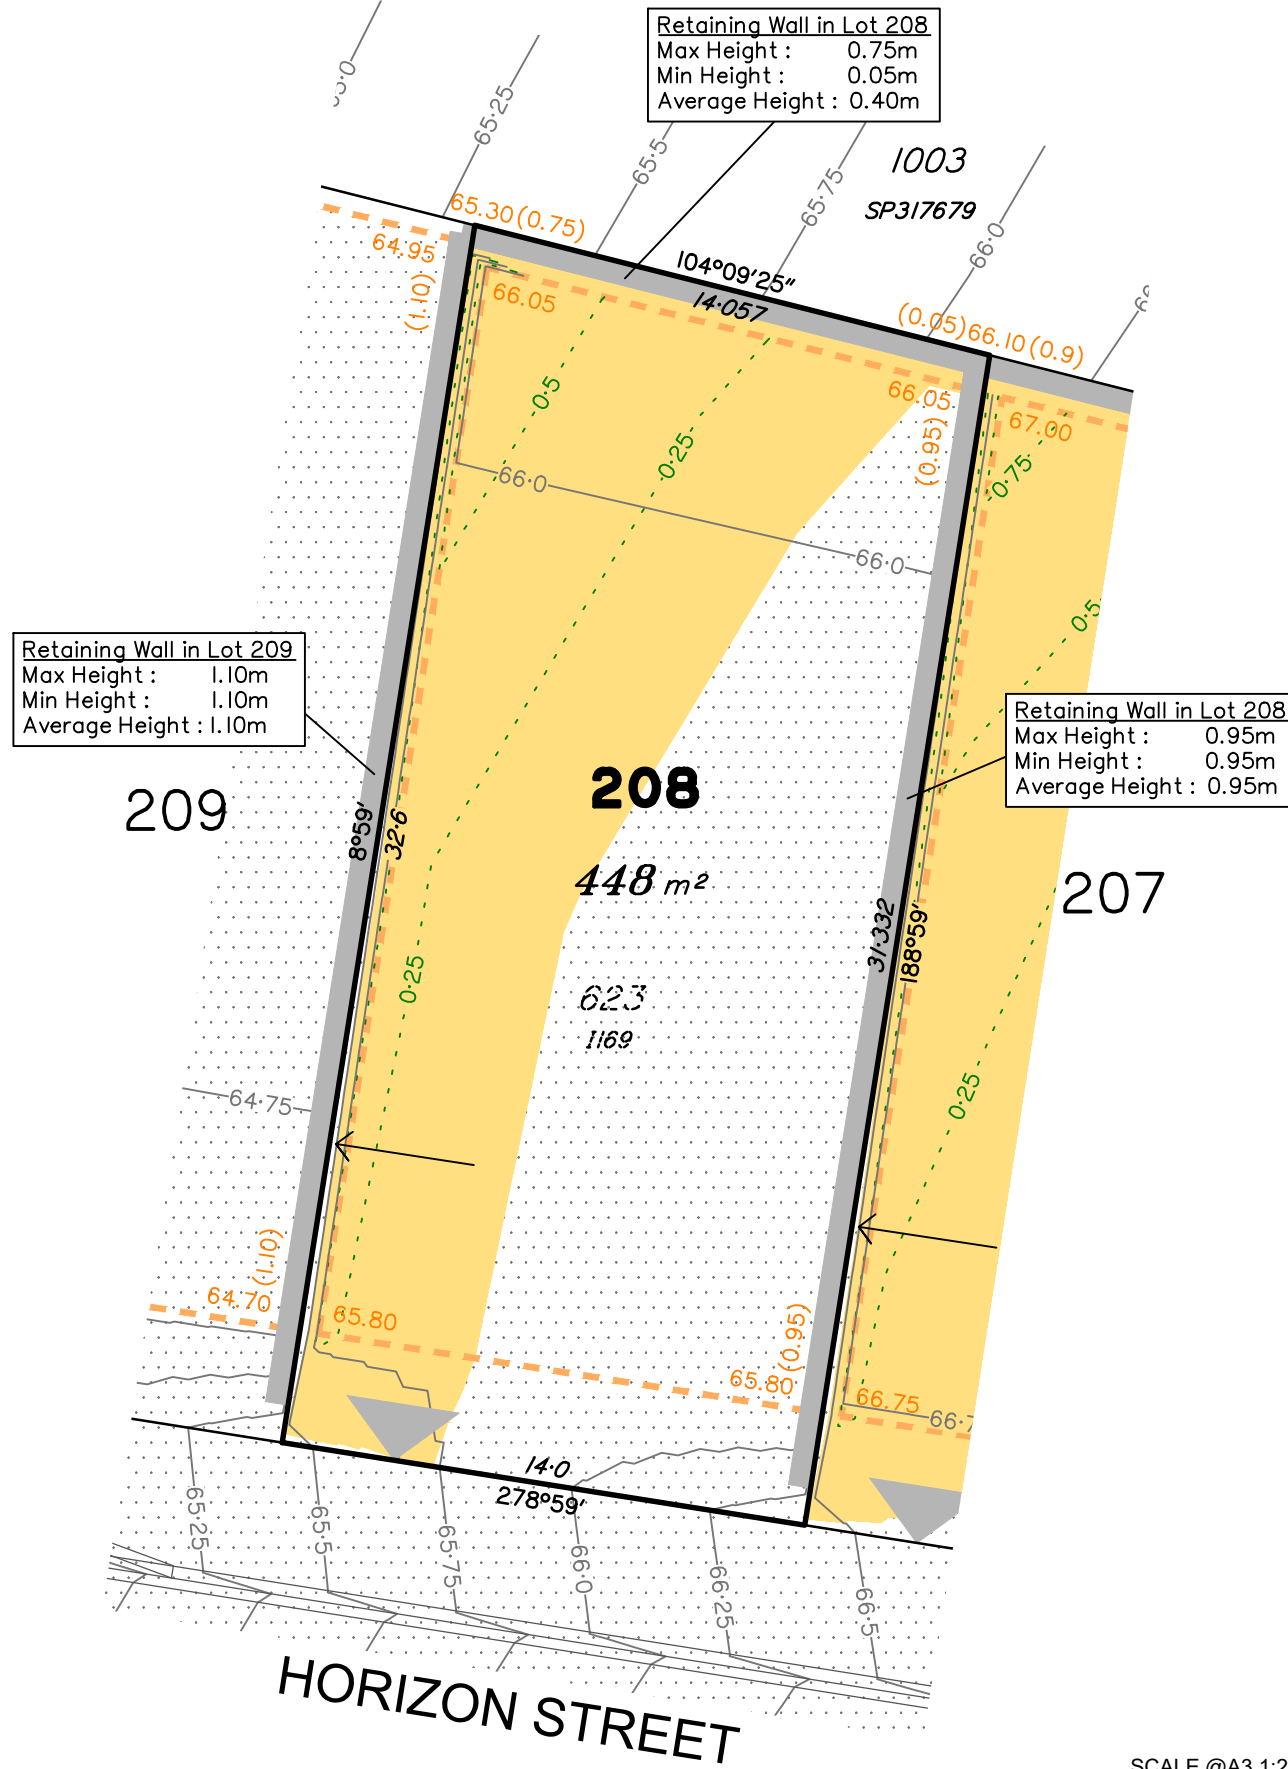 Retaining Wall in Lot 208
Max Height : 0.75m
Min Height : 0.05m
Average Height : 0.40m
65·25
65·5
65·75
1003
SP317679
66·0
65.30(0.75)
64.95
(1.10)
66.05
104°09'25"
14·057
(0.05)66.10(0.9)
66.05
(0.95)
67.00
0·75
0·5
0·25
66·0
66·0
0·5
Retaining Wall in Lot 209
Max Height : 1.10m
Min Height : 1.10m
Average Height : 1.10m
Retaining Wall in Lot 208
Max Height : 0.95m
Min Height : 0.95m
Average Height : 0.95m
209
208
448 m²
207
8°59'
32·6
31·332
188°59'
623
1169
0·25
0·25
64·75
(1.10)
64.70
65.80
(0.95)
65.80
66.75
14·0
278°59'
65·25
65·5
65·75
66·0
66·25
66·5
HORIZON STREET
SCALE @A3 1:2